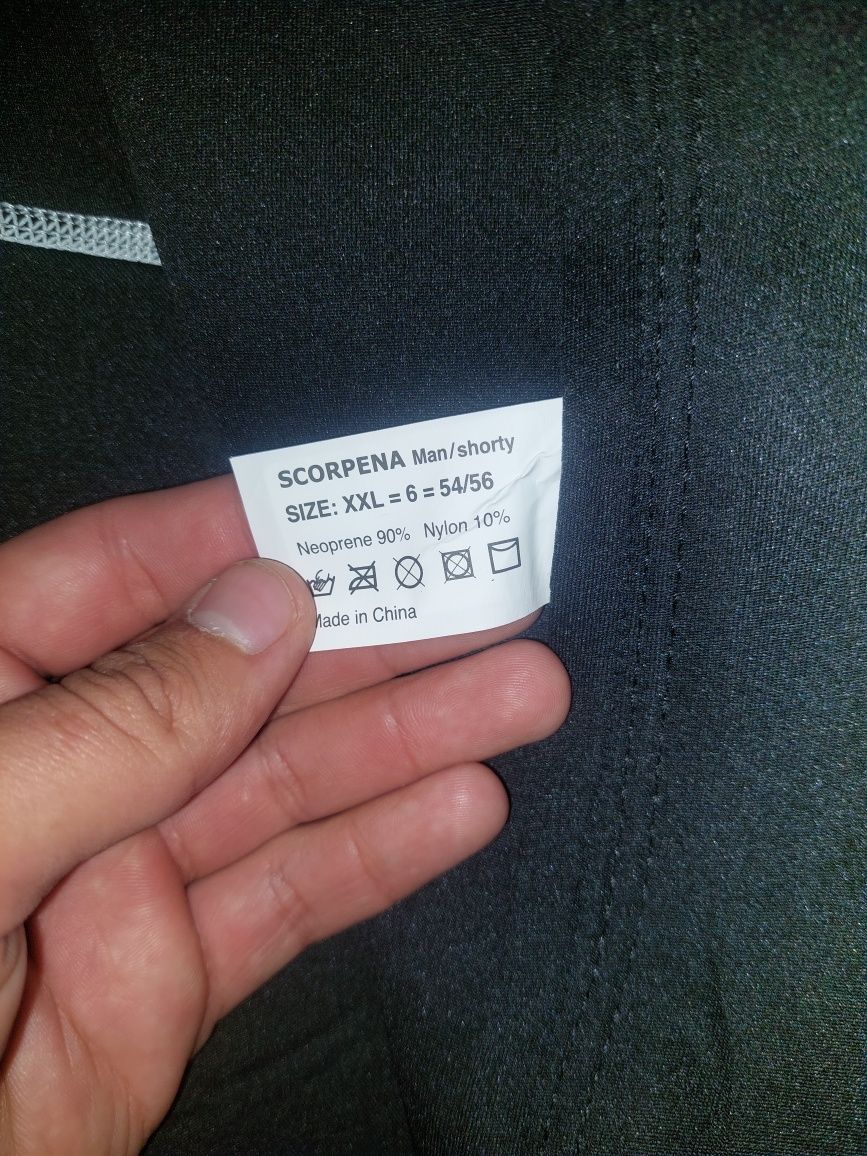 SCORPENA Man/shorty
SIZE: XXL = 6 = 54/56
Neoprene 90% Nylon 10%
Made in China